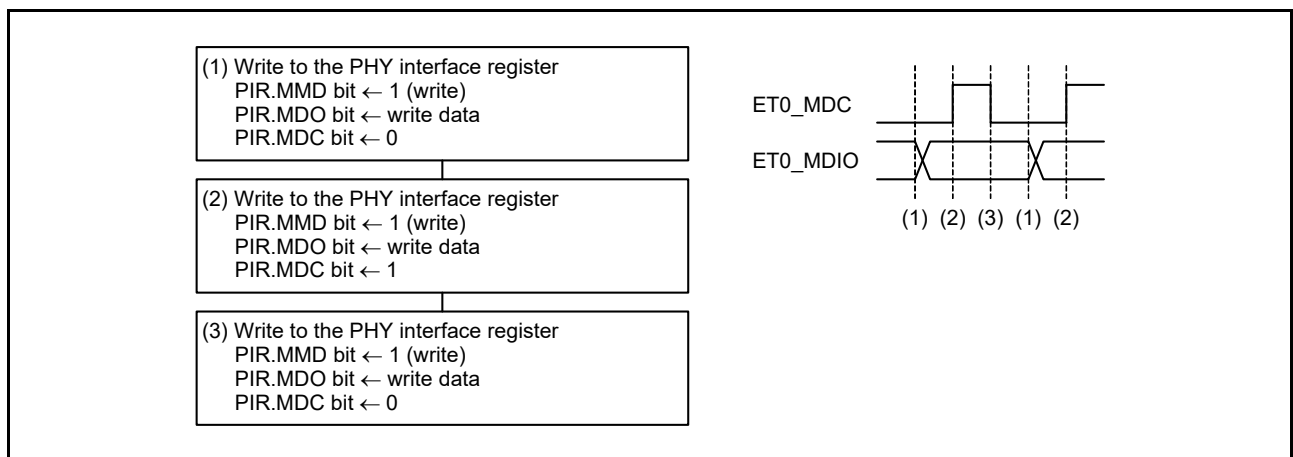 (1) Write to the PHY interface register
PIR.MMD bit ← 1 (write)
PIR.MDO bit ← write data
PIR.MDC bit ← 0
(2) Write to the PHY interface register
PIR.MMD bit ← 1 (write)
PIR.MDO bit ← write data
PIR.MDC bit ← 1
(3) Write to the PHY interface register
PIR.MMD bit ← 1 (write)
PIR.MDO bit ← write data
PIR.MDC bit ← 0
ET0_MDC
ET0_MDIO
(1) (2) (3) (1) (2)